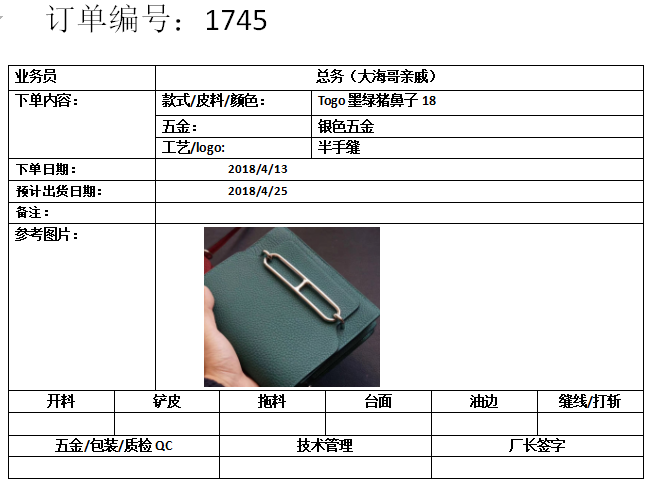 订单编号：1745
业务员 总务（大海哥亲戚）
下单内容： 款式/皮料/颜色： Togo 墨绿猪鼻子 18
五金： 银色五金
工艺/logo: 半手缝
下单日期： 2018/4/13
预计出货日期： 2018/4/25
备注：
参考图片：
开料 铲皮 拖料 台面 油边 缝线/打斩
五金/包装/质检 QC 技术管理 厂长签字